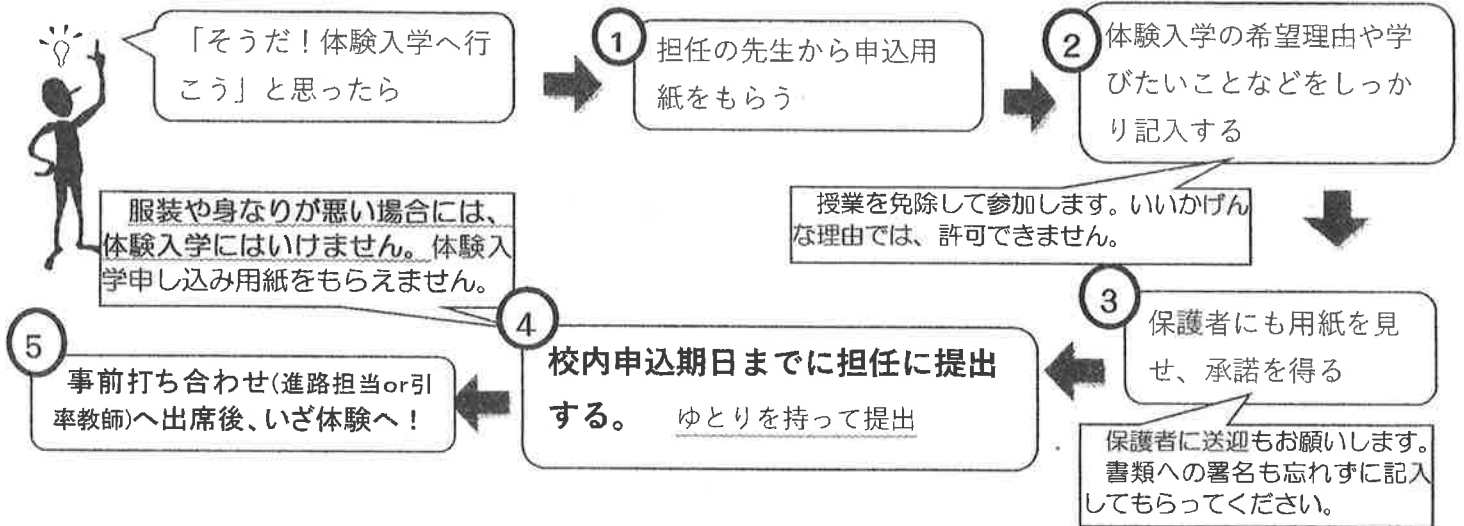 「そうだ！体験入学へ行
こう」と思ったら
1
担任の先生から申込用
紙をもらう
2
体験入学の希望理由や学
びたいことなどをしっか
り記入する
授業を免除して参加します。いいかげん
な理由では、許可できません。
3
保護者にも用紙を見
せ、承諾を得る
保護者に送迎もお願いします。
書類への署名も忘れずに記入
してもらってください。
4
校内申込期日までに担任に提出
する。 ゆとりを持って提出
服装や身なりが悪い場合には、
体験入学にはいけません。体験入
学申し込み用紙をもらえません。
5
事前打ち合わせ(進路担当or引
率教師)へ出席後、いざ体験へ！